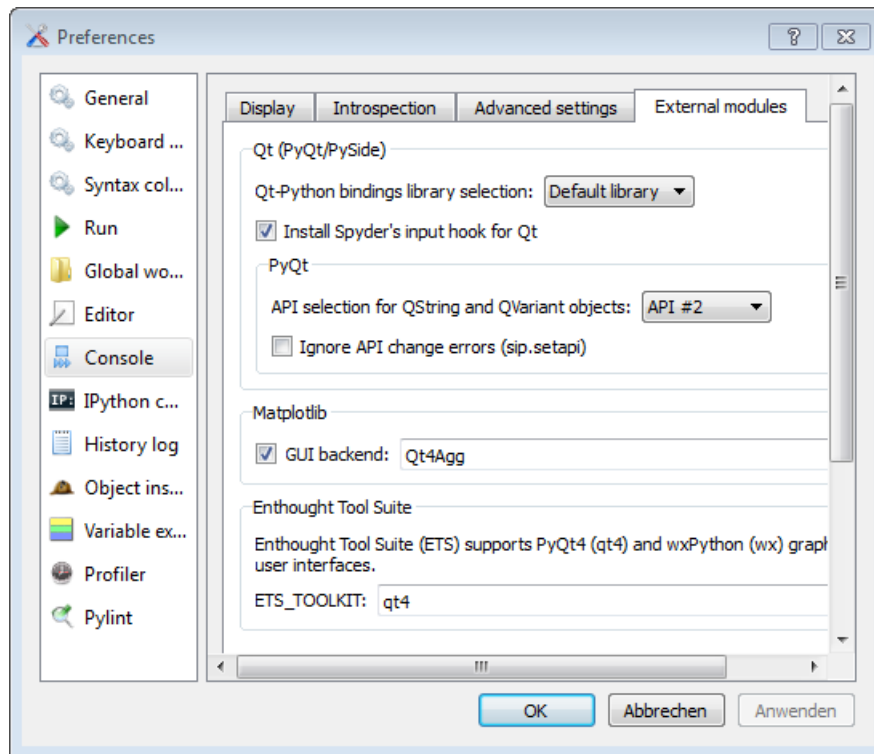 Preferences
General
Keyboard ...
Syntax col...
Run
Global wo...
Editor
Console
IP: IPython c...
History log
Object ins...
Variable ex...
Profiler
Pylint
Display Introspection Advanced settings External modules
Qt (PyQt/PySide)
Qt-Python bindings library selection: Default library
Install Spyder's input hook for Qt
PyQt
API selection for QString and QVariant objects: API #2
Ignore API change errors (sip.setapi)
Matplotlib
GUI backend: Qt4Agg
Enthought Tool Suite
Enthought Tool Suite (ETS) supports PyQt4 (qt4) and wxPython (wx) graph
user interfaces.
ETS_TOOLKIT: qt4
OK Abbrechen Anwenden